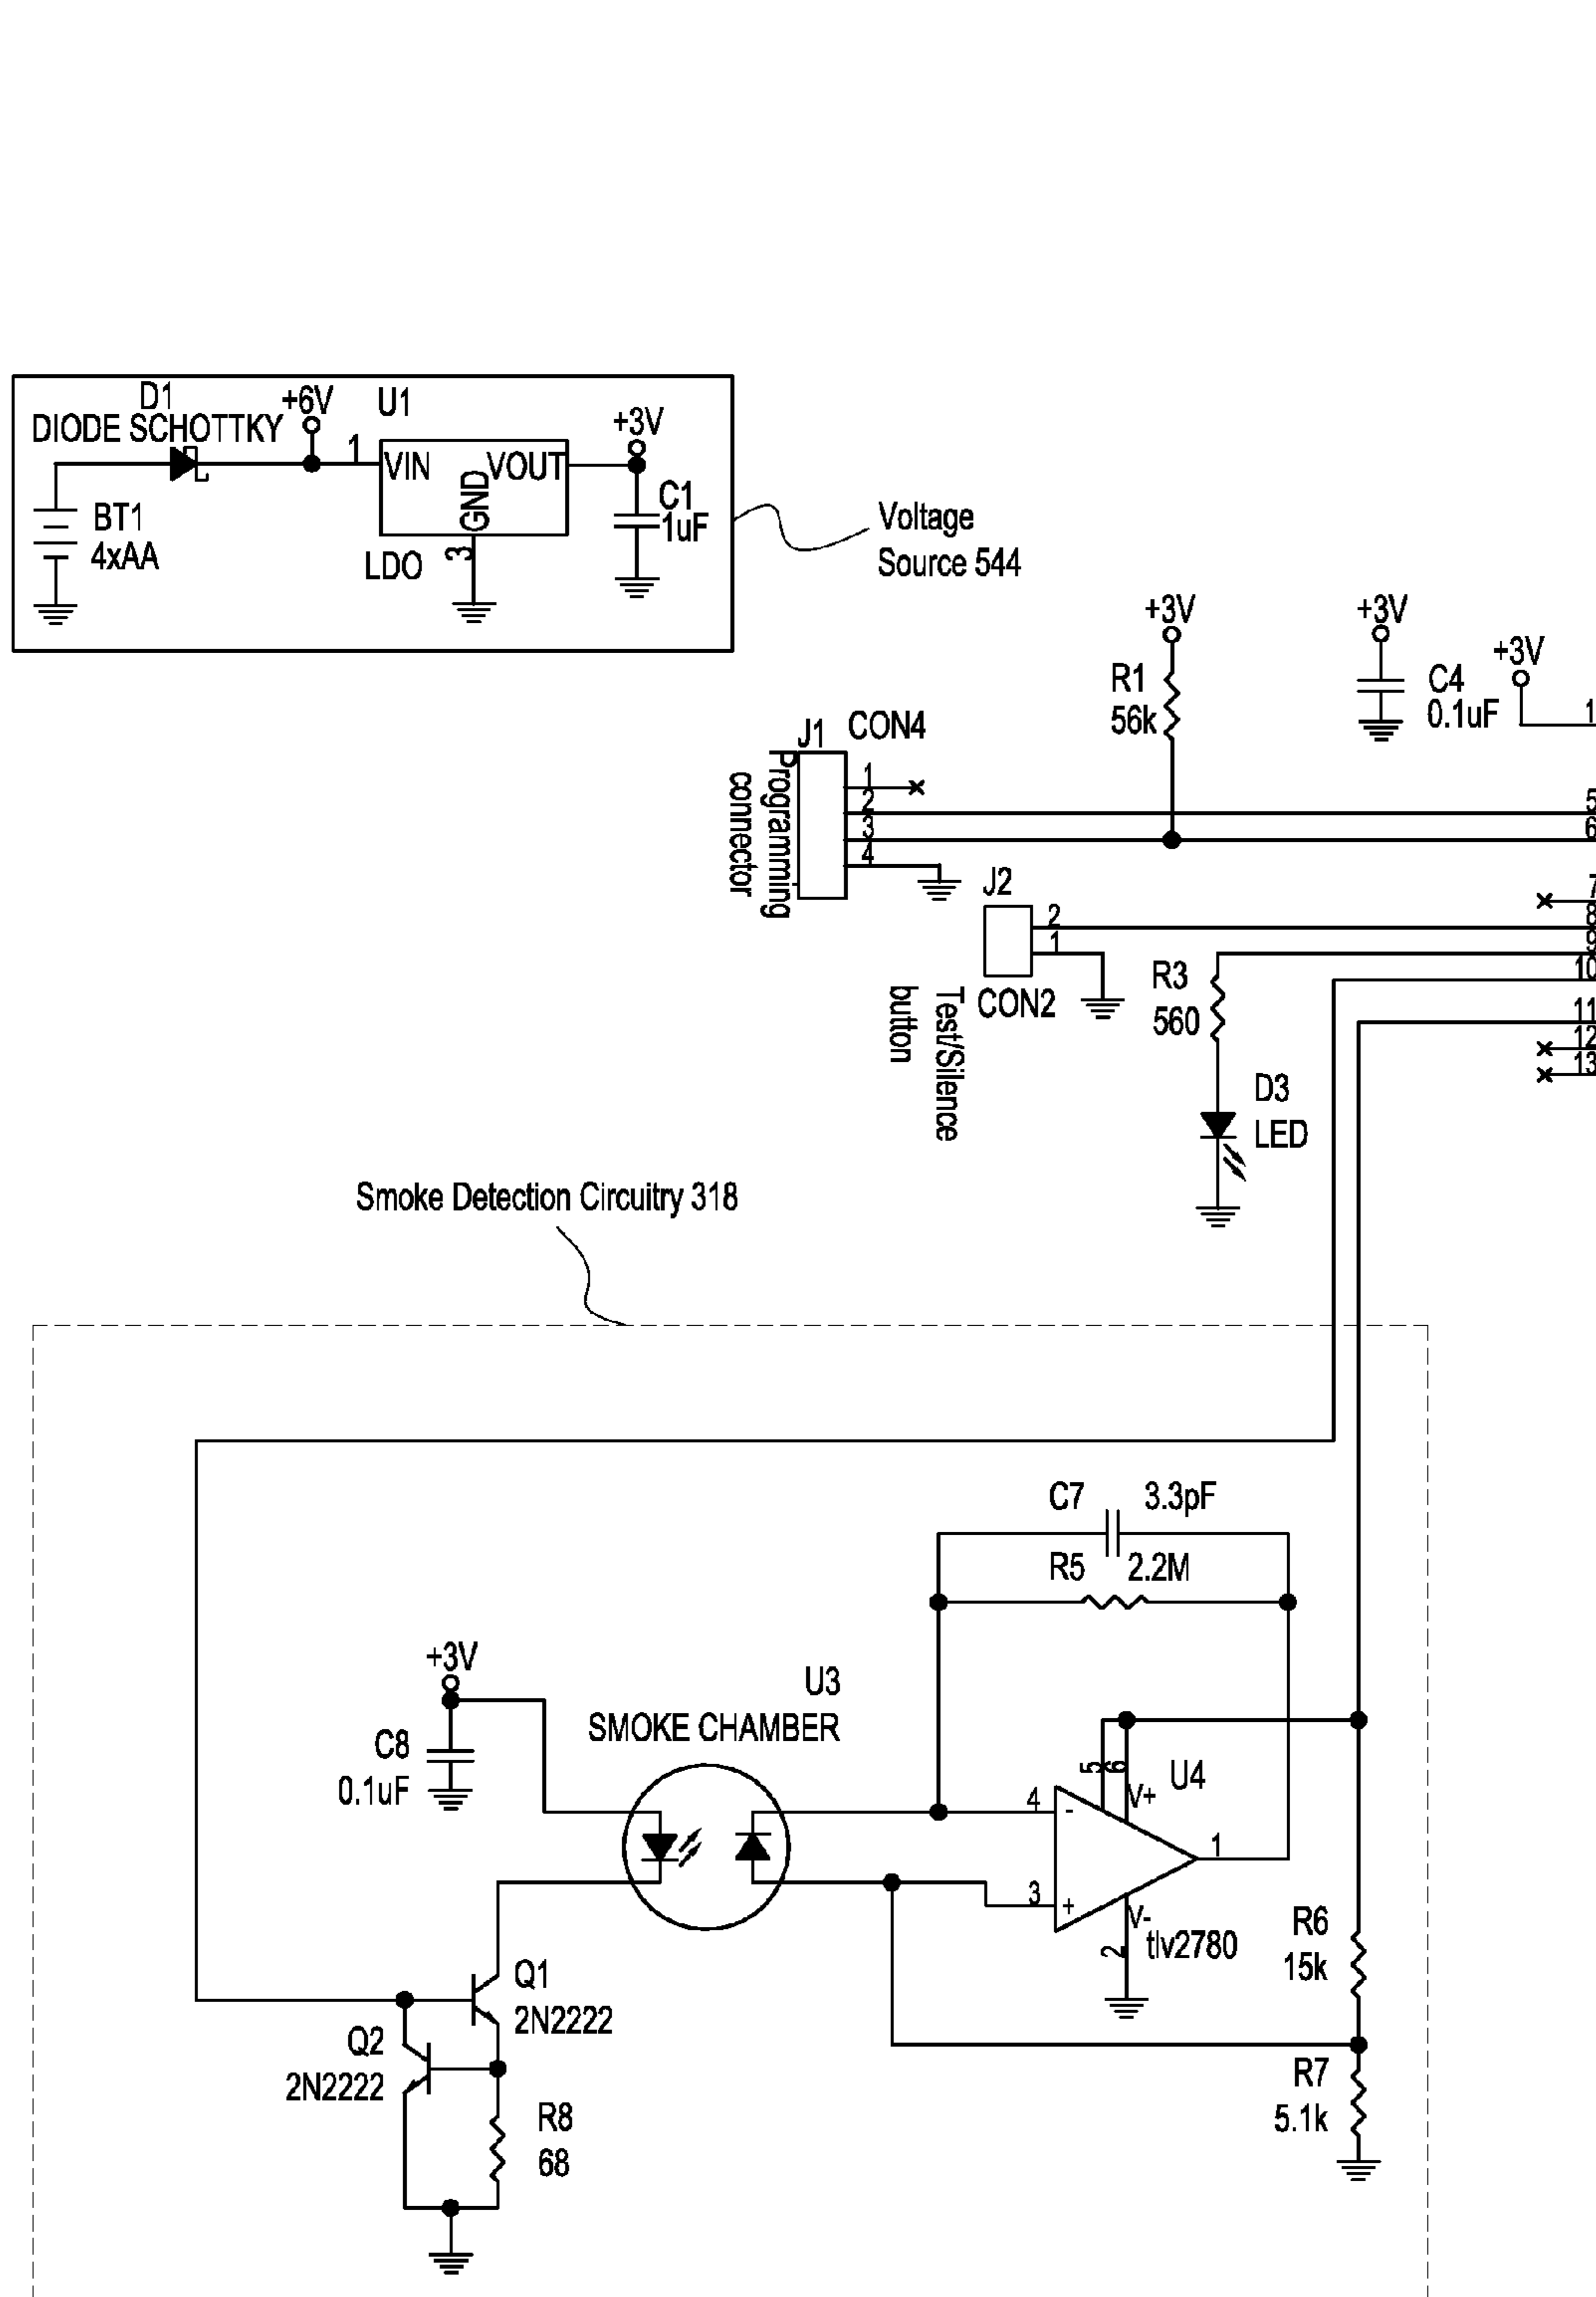 D1
DIODE SCHOTTKY
+6V
U1
+3V
1
VIN
VOUT
GND
3
LDO
C1
1uF
BT1
4xAA
Voltage
Source 544
+3V
R1
56k
+3V
C4
0.1uF
+3V
1
J1
CON4
Programming
connector
1
2
3
4
5
6
J2
2
1
CON2
Test/Silence
button
7
8
9
10
11
12
13
R3
560
D3
LED
Smoke Detection Circuitry 318
C7
3.3pF
R5
2.2M
+3V
C8
0.1uF
U3
SMOKE CHAMBER
5
6
V+
U4
4
-
1
3
+
V-
2
tlv2780
R6
15k
Q1
2N2222
Q2
2N2222
R8
68
R7
5.1k